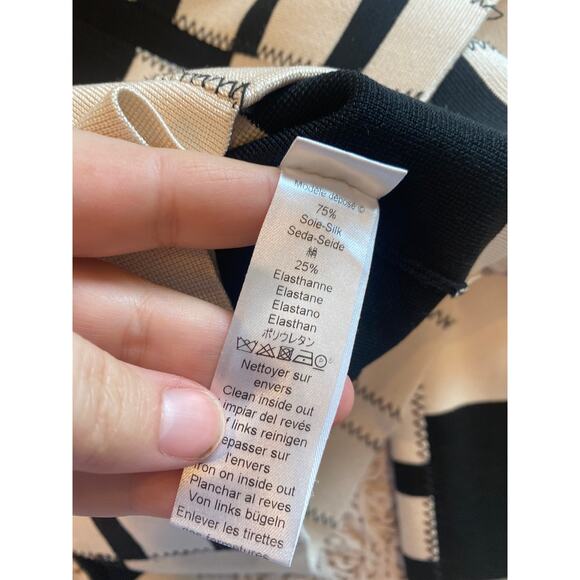 Modèle déposé ©
75%
Soie-Silk
Seda-Seide
絹
25%
Elasthanne
Elastane
Elastano
Elasthan
ポリウレタン
P
Nettoyer sur
envers
Clean inside out
Limpiar del revés
links reinigen
repasser sur
l'envers
Iron on inside out
Planchar al reves
Von links bügeln
Enlever les tirettes